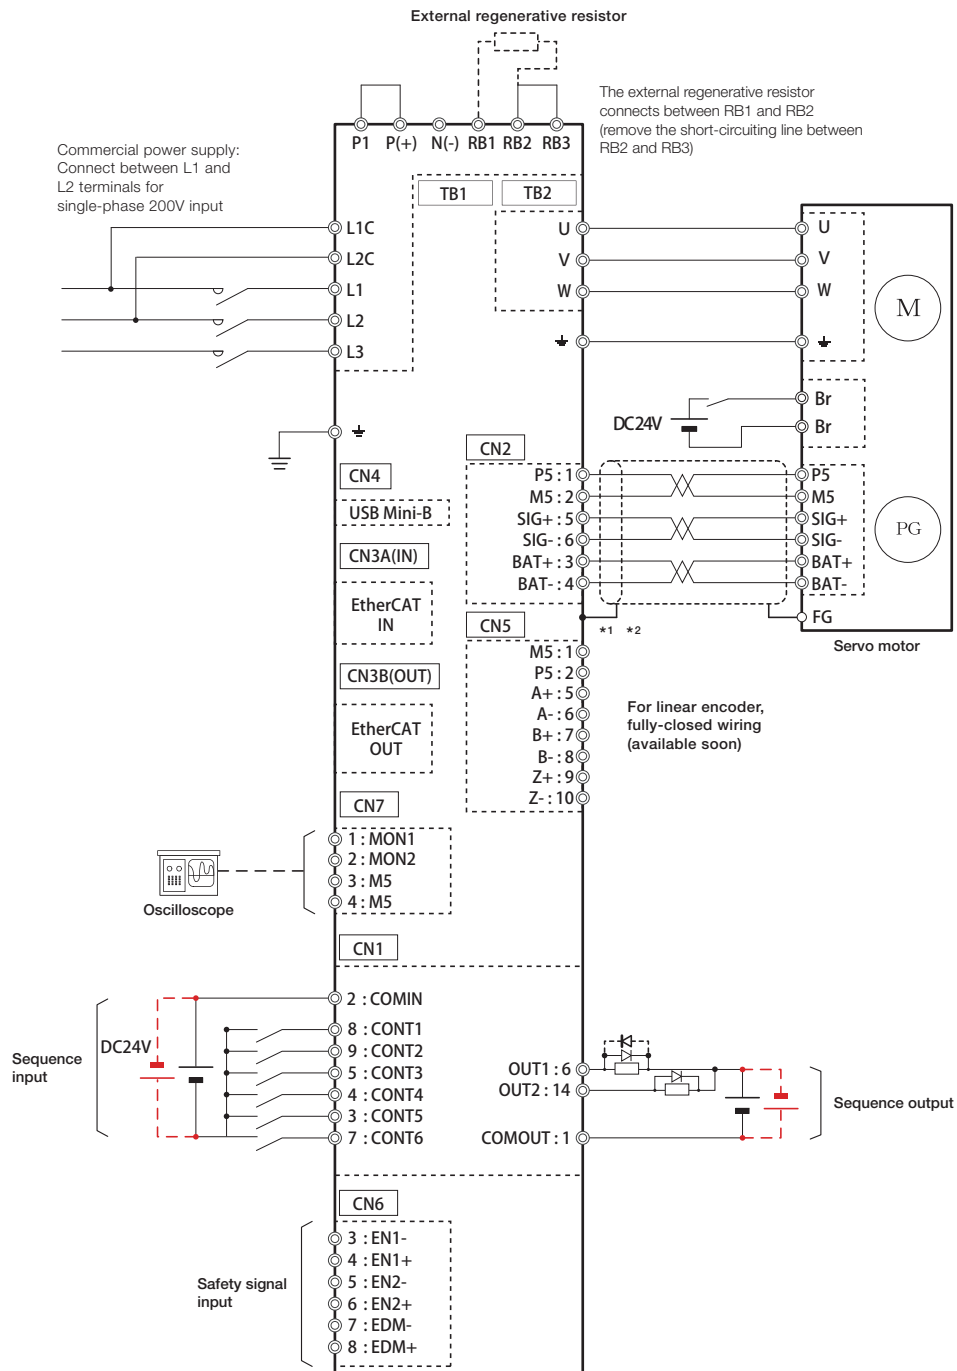 External regenerative resistor
The external regenerative resistor
connects between RB1 and RB2
(remove the short-circuiting line between
RB2 and RB3)
P1 P(+) N(-) RB1 RB2 RB3
Commercial power supply:
Connect between L1 and
L2 terminals for
single-phase 200V input
TB1 TB2
L1C
L2C
L1
L2
L3
U
V
W
U
V
W
M
Br
Br
DC24V
CN2
P5 : 1
M5 : 2
SIG+ : 5
SIG- : 6
BAT+ : 3
BAT- : 4
P5
M5
SIG+
SIG-
BAT+
BAT-
FG
PG
Servo motor
*1 *2
CN4
USB Mini-B
CN3A(IN)
EtherCAT
IN
CN3B(OUT)
EtherCAT
OUT
CN5
M5 : 1
P5 : 2
A+ : 5
A- : 6
B+ : 7
B- : 8
Z+ : 9
Z- : 10
For linear encoder,
fully-closed wiring
(available soon)
CN7
1 : MON1
2 : MON2
3 : M5
4 : M5
Oscilloscope
CN1
2 : COMIN
8 : CONT1
9 : CONT2
5 : CONT3
4 : CONT4
3 : CONT5
7 : CONT6
DC24V
Sequence
input
OUT1 : 6
OUT2 : 14
COMOUT : 1
Sequence output
CN6
3 : EN1-
4 : EN1+
5 : EN2-
6 : EN2+
7 : EDM-
8 : EDM+
Safety signal
input